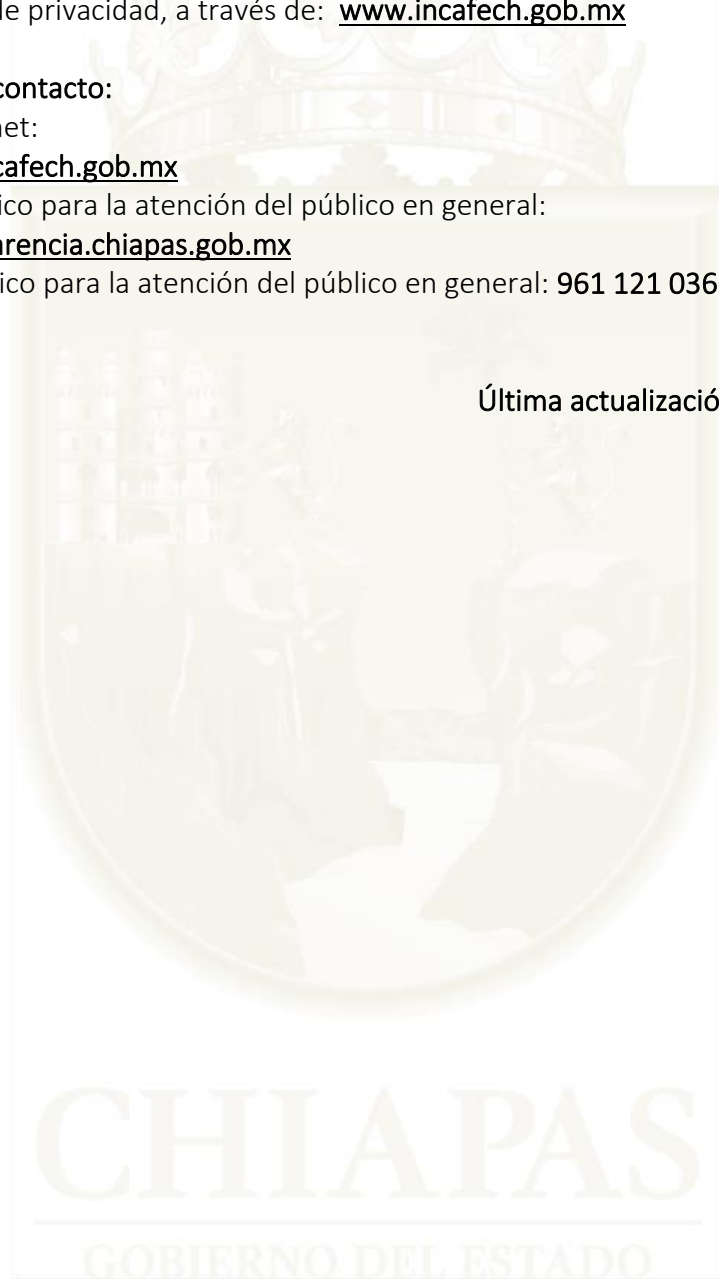 de privacidad, a través de: www.incafech.gob.mx
contacto:
net:
cafech.gob.mx
ico para la atención del público en general:
arencia.chiapas.gob.mx
ico para la atención del público en general: 961 121 036
Última actualizació
CHIAPAS
GOBIERNO DEL ESTADO